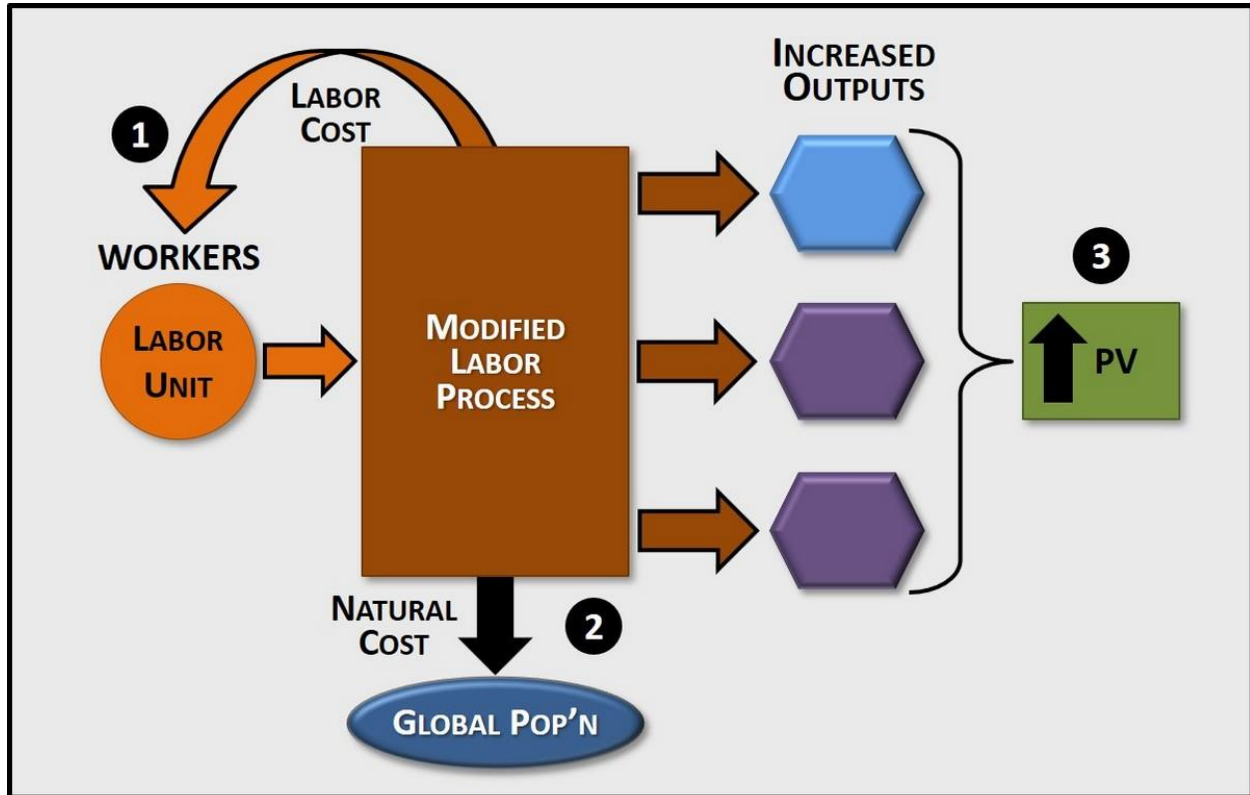 INCREASED
OUTPUTS
LABOR
COST
1
WORKERS
LABOR
UNIT
MODIFIED
LABOR
PROCESS
3
PV
NATURAL
COST
2
GLOBAL POP'N